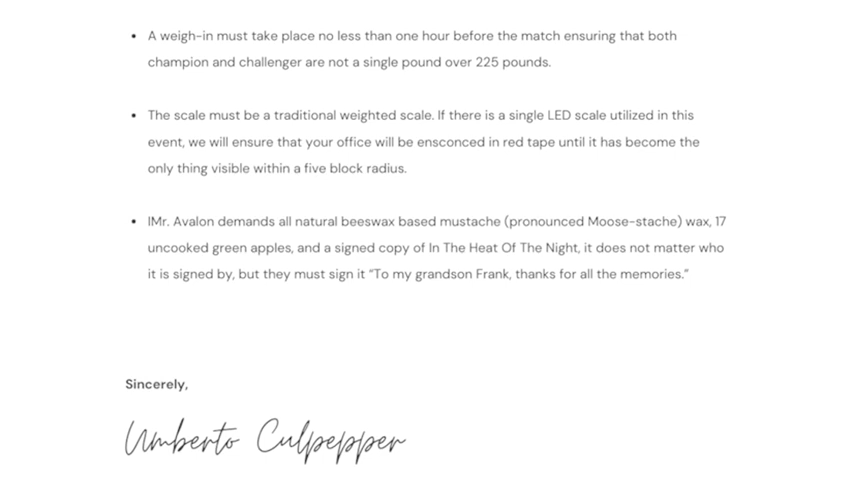 • A weigh-in must take place no less than one hour before the match ensuring that both
champion and challenger are not a single pound over 225 pounds.
• The scale must be a traditional weighted scale. If there is a single LED scale utilized in this
event, we will ensure that your office will be ensconced in red tape until it has become the
only thing visible within a five block radius.
• IMr. Avalon demands all natural beeswax based mustache (pronounced Moose-stache) wax, 17
uncooked green apples, and a signed copy of In The Heat Of The Night, it does not matter who
it is signed by, but they must sign it “To my grandson Frank, thanks for all the memories.”
Sincerely,
Umberto Culpepper